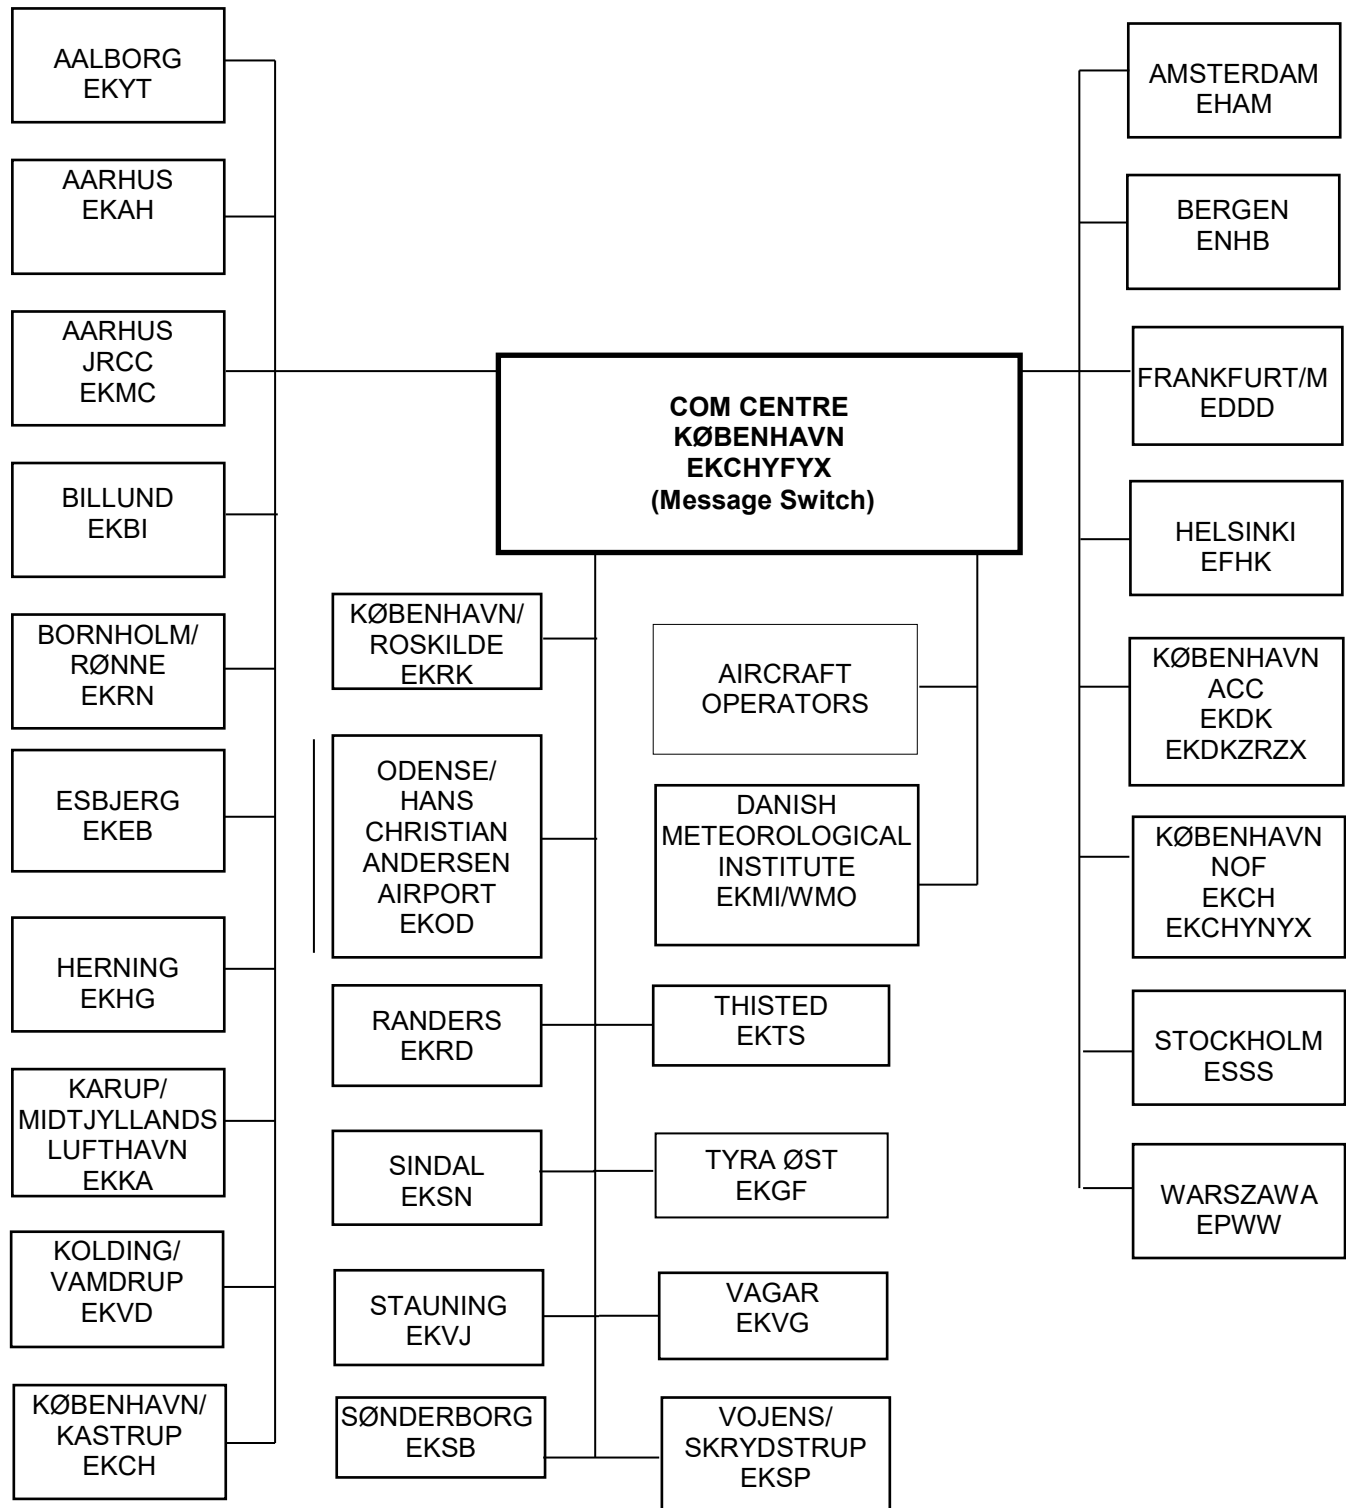 AALBORG
EKYT
AARHUS
EKAH
AARHUS
JRCC
EKMC
BILLUND
EKBI
BORNHOLM/
RØNNE
EKRN
ESBJERG
EKEB
HERNING
EKHG
KARUP/
MIDTJYLLANDS
LUFTHAVN
EKKA
KOLDING/
VAMDRUP
EKVD
KØBENHAVN/
KASTRUP
EKCH
COM CENTRE
KØBENHAVN
EKCHYFYX
(Message Switch)
KØBENHAVN/
ROSKILDE
EKRK
ODENSE/
HANS
CHRISTIAN
ANDERSEN
AIRPORT
EKOD
RANDERS
EKRD
SINDAL
EKSN
STAUNING
EKVJ
SØNDERBORG
EKSB
AIRCRAFT
OPERATORS
DANISH
METEOROLOGICAL
INSTITUTE
EKMI/WMO
THISTED
EKTS
TYRA ØST
EKGF
VAGAR
EKVG
VOJENS/
SKRYDSTRUP
EKSP
AMSTERDAM
EHAM
BERGEN
ENHB
FRANKFURT/M
EDDD
HELSINKI
EFHK
KØBENHAVN
ACC
EKDK
EKDKZRZX
KØBENHAVN
NOF
EKCH
EKCHYNYX
STOCKHOLM
ESSS
WARSZAWA
EPWW